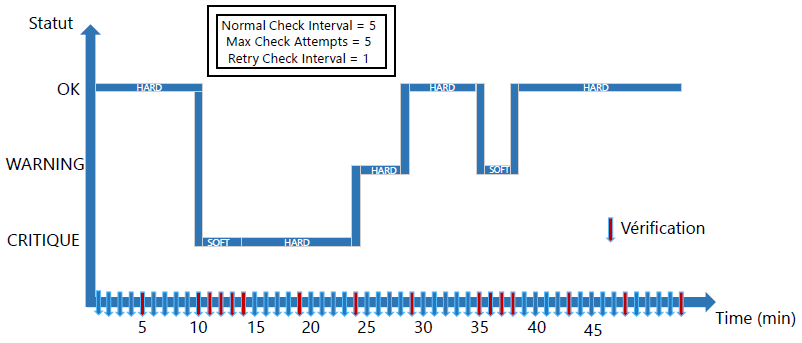 Statut
Normal Check Interval = 5
Max Check Attempts = 5
Retry Check Interval = 1
OK
HARD
HARD
HARD
WARNING
HARD
SOFT
CRITIQUE
SOFT
HARD
Vérification
5
10
15
20
25
30
35
40
45
Time (min)